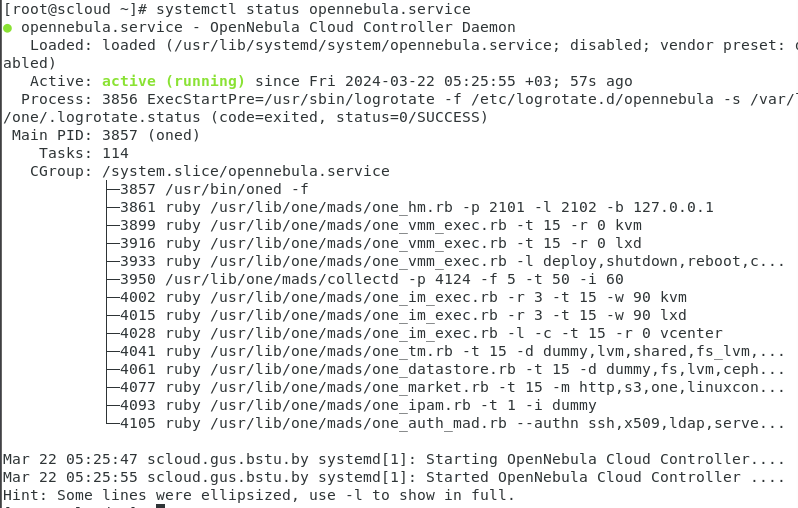 [root@scloud ~]# systemctl status opennebula.service
● opennebula.service - OpenNebula Cloud Controller Daemon
   Loaded: loaded (/usr/lib/systemd/system/opennebula.service; disabled; vendor preset:
abled)
   Active: active (running) since Fri 2024-03-22 05:25:55 +03; 57s ago
  Process: 3856 ExecStartPre=/usr/sbin/logrotate -f /etc/logrotate.d/opennebula -s /var/l
/one/.logrotate.status (code=exited, status=0/SUCCESS)
 Main PID: 3857 (oned)
    Tasks: 114
   CGroup: /system.slice/opennebula.service
           ├─3857 /usr/bin/oned -f
           ├─3861 ruby /usr/lib/one/mads/one_hm.rb -p 2101 -l 2102 -b 127.0.0.1
           ├─3899 ruby /usr/lib/one/mads/one_vmm_exec.rb -t 15 -r 0 kvm
           ├─3916 ruby /usr/lib/one/mads/one_vmm_exec.rb -t 15 -r 0 lxd
           ├─3933 ruby /usr/lib/one/mads/one_vmm_exec.rb -l deploy,shutdown,reboot,c...
           ├─3950 /usr/lib/one/mads/collectd -p 4124 -f 5 -t 50 -i 60
           ├─4002 ruby /usr/lib/one/mads/one_im_exec.rb -r 3 -t 15 -w 90 kvm
           ├─4015 ruby /usr/lib/one/mads/one_im_exec.rb -r 3 -t 15 -w 90 lxd
           ├─4028 ruby /usr/lib/one/mads/one_im_exec.rb -l -c -t 15 -r 0 vcenter
           ├─4041 ruby /usr/lib/one/mads/one_tm.rb -t 15 -d dummy,lvm,shared,fs_lvm,...
           ├─4061 ruby /usr/lib/one/mads/one_datastore.rb -t 15 -d dummy,fs,lvm,ceph...
           ├─4077 ruby /usr/lib/one/mads/one_market.rb -t 15 -m http,s3,one,linuxcon...
           ├─4093 ruby /usr/lib/one/mads/one_ipam.rb -t 1 -i dummy
           └─4105 ruby /usr/lib/one/mads/one_auth_mad.rb --authn ssh,x509,ldap,serve...

Mar 22 05:25:47 scloud.gus.bstu.by systemd[1]: Starting OpenNebula Cloud Controller....
Mar 22 05:25:55 scloud.gus.bstu.by systemd[1]: Started OpenNebula Cloud Controller ....
Hint: Some lines were ellipsized, use -l to show in full.